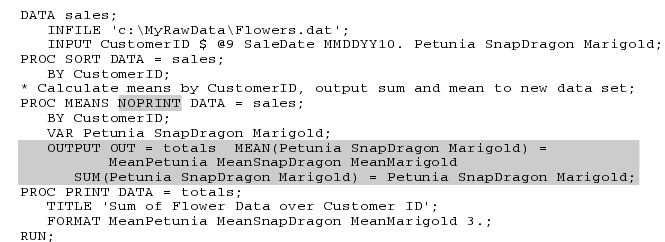 DATA sales;
INFILE 'c:\MyRawData\Flowers.dat';
INPUT CustomerID $ @9 SaleDate MMDDYY10. Petunia SnapDragon Marigold;
PROC SORT DATA = sales;
BY CustomerID;
* Calculate means by CustomerID, output sum and mean to new data set;
PROC MEANS NOPRINT DATA = sales;
BY CustomerID;
VAR Petunia SnapDragon Marigold;
OUTPUT OUT = totals MEAN(Petunia SnapDragon Marigold) =
MeanPetunia MeanSnapDragon MeanMarigold
SUM(Petunia SnapDragon Marigold) = Petunia SnapDragon Marigold;
PROC PRINT DATA = totals;
TITLE 'Sum of Flower Data over Customer ID';
FORMAT MeanPetunia MeanSnapDragon MeanMarigold 3.;
RUN;